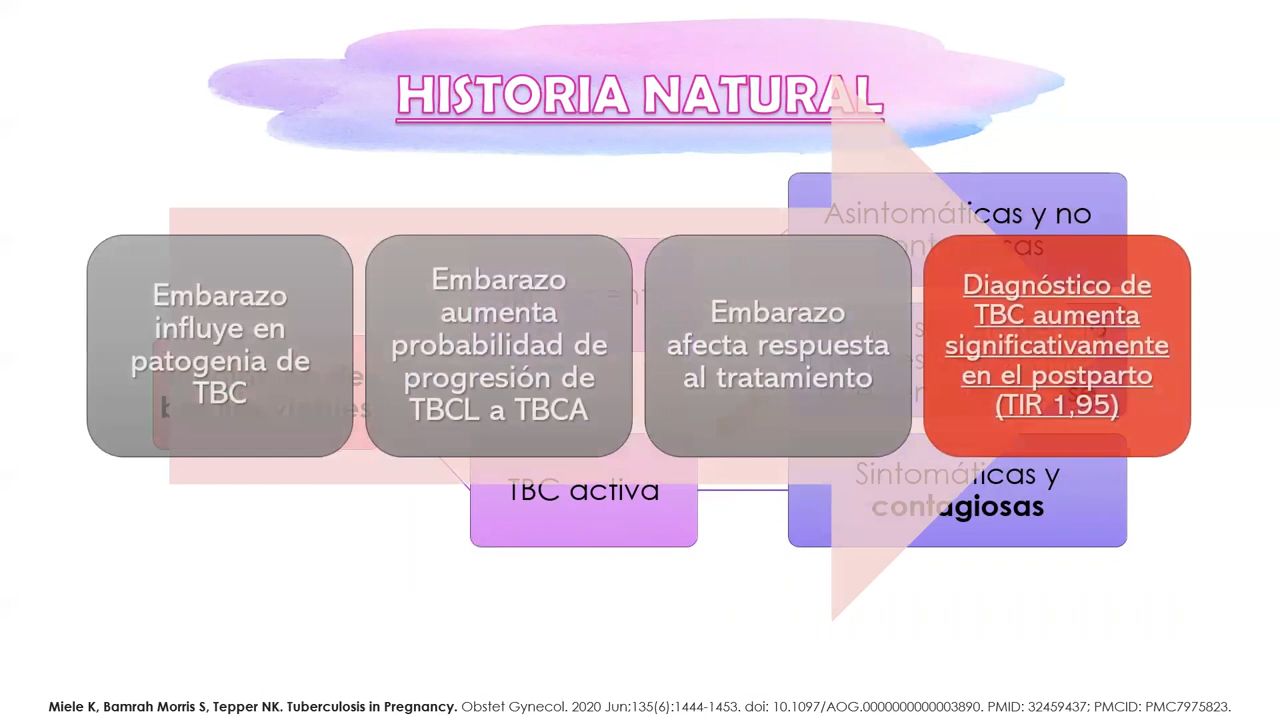 HISTORIA NATURAL
Asintomáticas y no
Embarazo
influye en
patogenia de
TBC
Embarazo
aumenta
probabilidad de
progresión de
TBCL a TBCA
Embarazo
afecta respuesta
al tratamiento
Diagnóstico de
TBC aumenta
significativamente
en el postparto
(TIR 1,95)
TBC activa
Sintomáticas y
contagiosas
Miele K, Bamrah Morris S, Tepper NK. Tuberculosis in Pregnancy. Obstet Gynecol. 2020 Jun;135(6):1444-1453. doi: 10.1097/AOG.0000000000003890. PMID: 32459437; PMCID: PMC7975823.